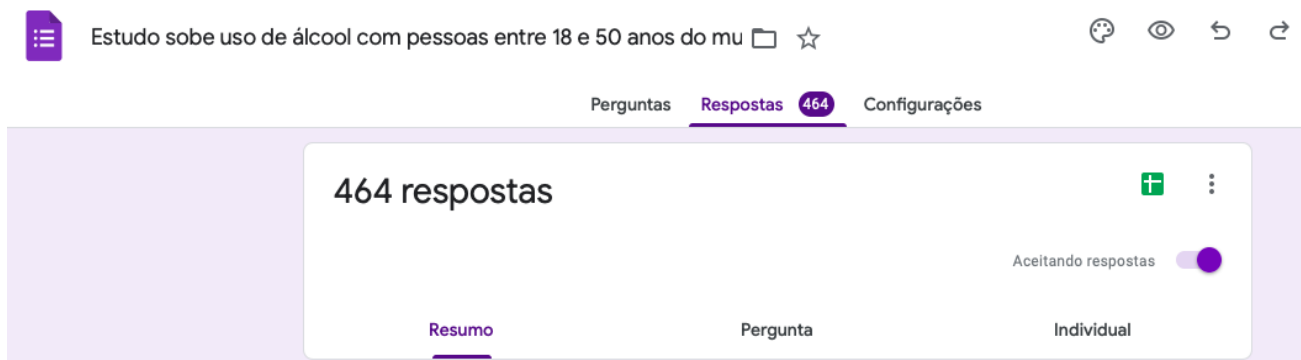 Estudo sobe uso de álcool com pessoas entre 18 e 50 anos do mu
Perguntas Respostas 464 Configurações
464 respostas
Aceitando respostas
Resumo Pergunta Individual